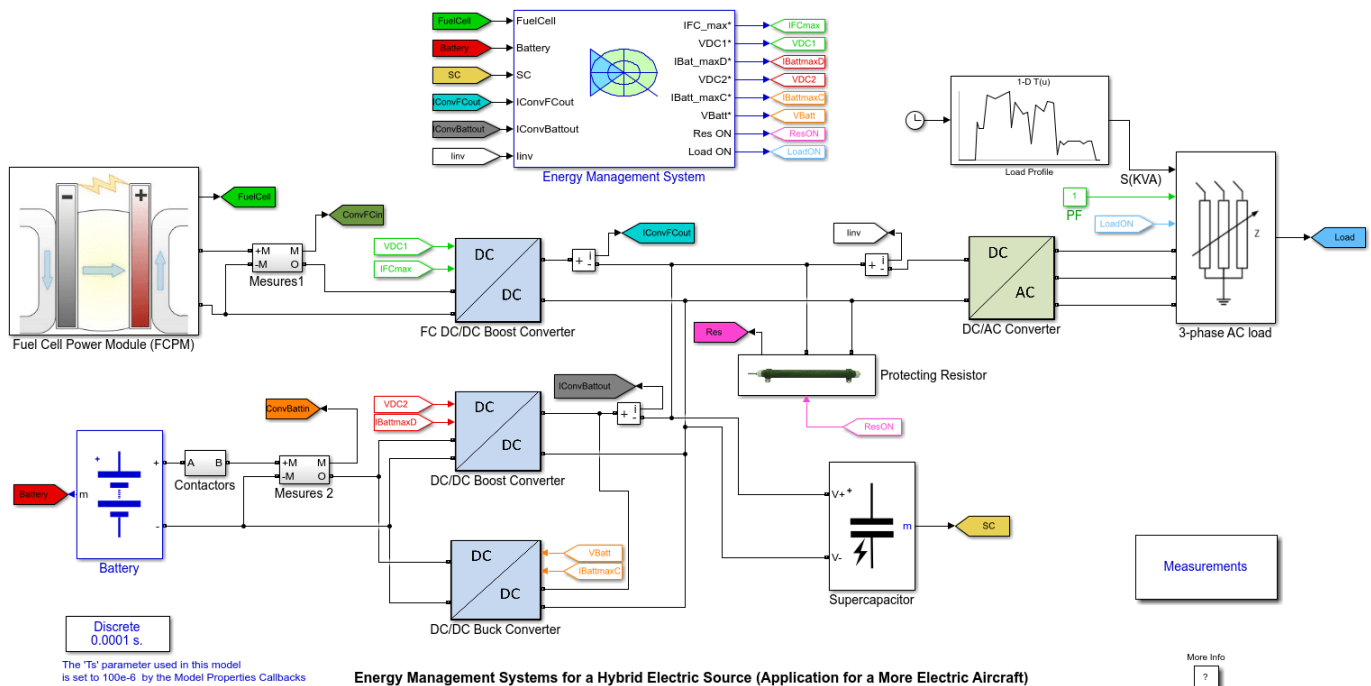 FuelCell
Battery
SC
IConvFCout
IConvBattout
Iinv
FuelCell
Battery
SC
IConvFCout
IConvBattout
Iinv
IFC_max*
VDC1*
IBat_maxD*
VDC2*
IBatt_maxC*
VBatt*
Res ON
Load ON
IFCmax
VDC1
IBattmaxD
VDC2
IBattmaxC
VBatt
ResON
LoadON
Energy Management System
1-D T(u)
Load Profile
S(KVA)
1
PF
LoadON
Z
Load
3-phase AC load
- +
Fuel Cell Power Module (FCPM)
FuelCell
ConvFCin
+M M
-M O
Mesures1
VDC1
IFCmax
DC
DC
FC DC/DC Boost Converter
+ i -
IConvFCout
Iinv
+ i -
DC
AC
DC/AC Converter
Res
Protecting Resistor
ResON
IConvBattout
+ i -
VDC2
IBattmaxD
DC
DC
DC/DC Boost Converter
ConvBattin
+M M
-M O
Mesures 2
A B
Contactors
Battery
m
+
+
-
Battery
DC
DC
VBatt
IBattmaxC
DC/DC Buck Converter
V+
+
V-
m
SC
Supercapacitor
Measurements
Discrete
0.0001 s.
The 'Ts' parameter used in this model
is set to 100e-6 by the Model Properties Callbacks
Energy Management Systems for a Hybrid Electric Source (Application for a More Electric Aircraft)
More Info
?